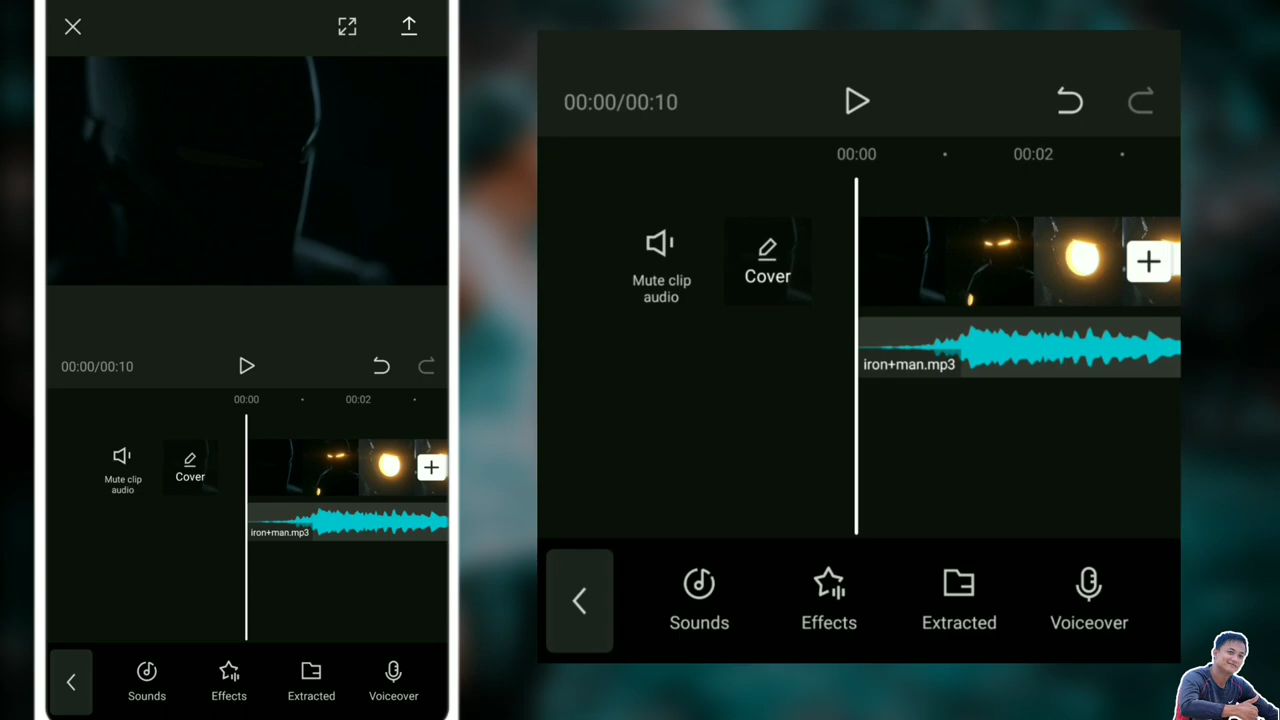 00:00/00:10
00:00
00:02
Mute clip
audio
Cover
iron+man.mp3
Sounds
Effects
Extracted
Voiceover
00:00/00:10
00:00
00:02
Mute clip
audio
Cover
iron+man.mp3
Sounds
Effects
Extracted
Voiceover